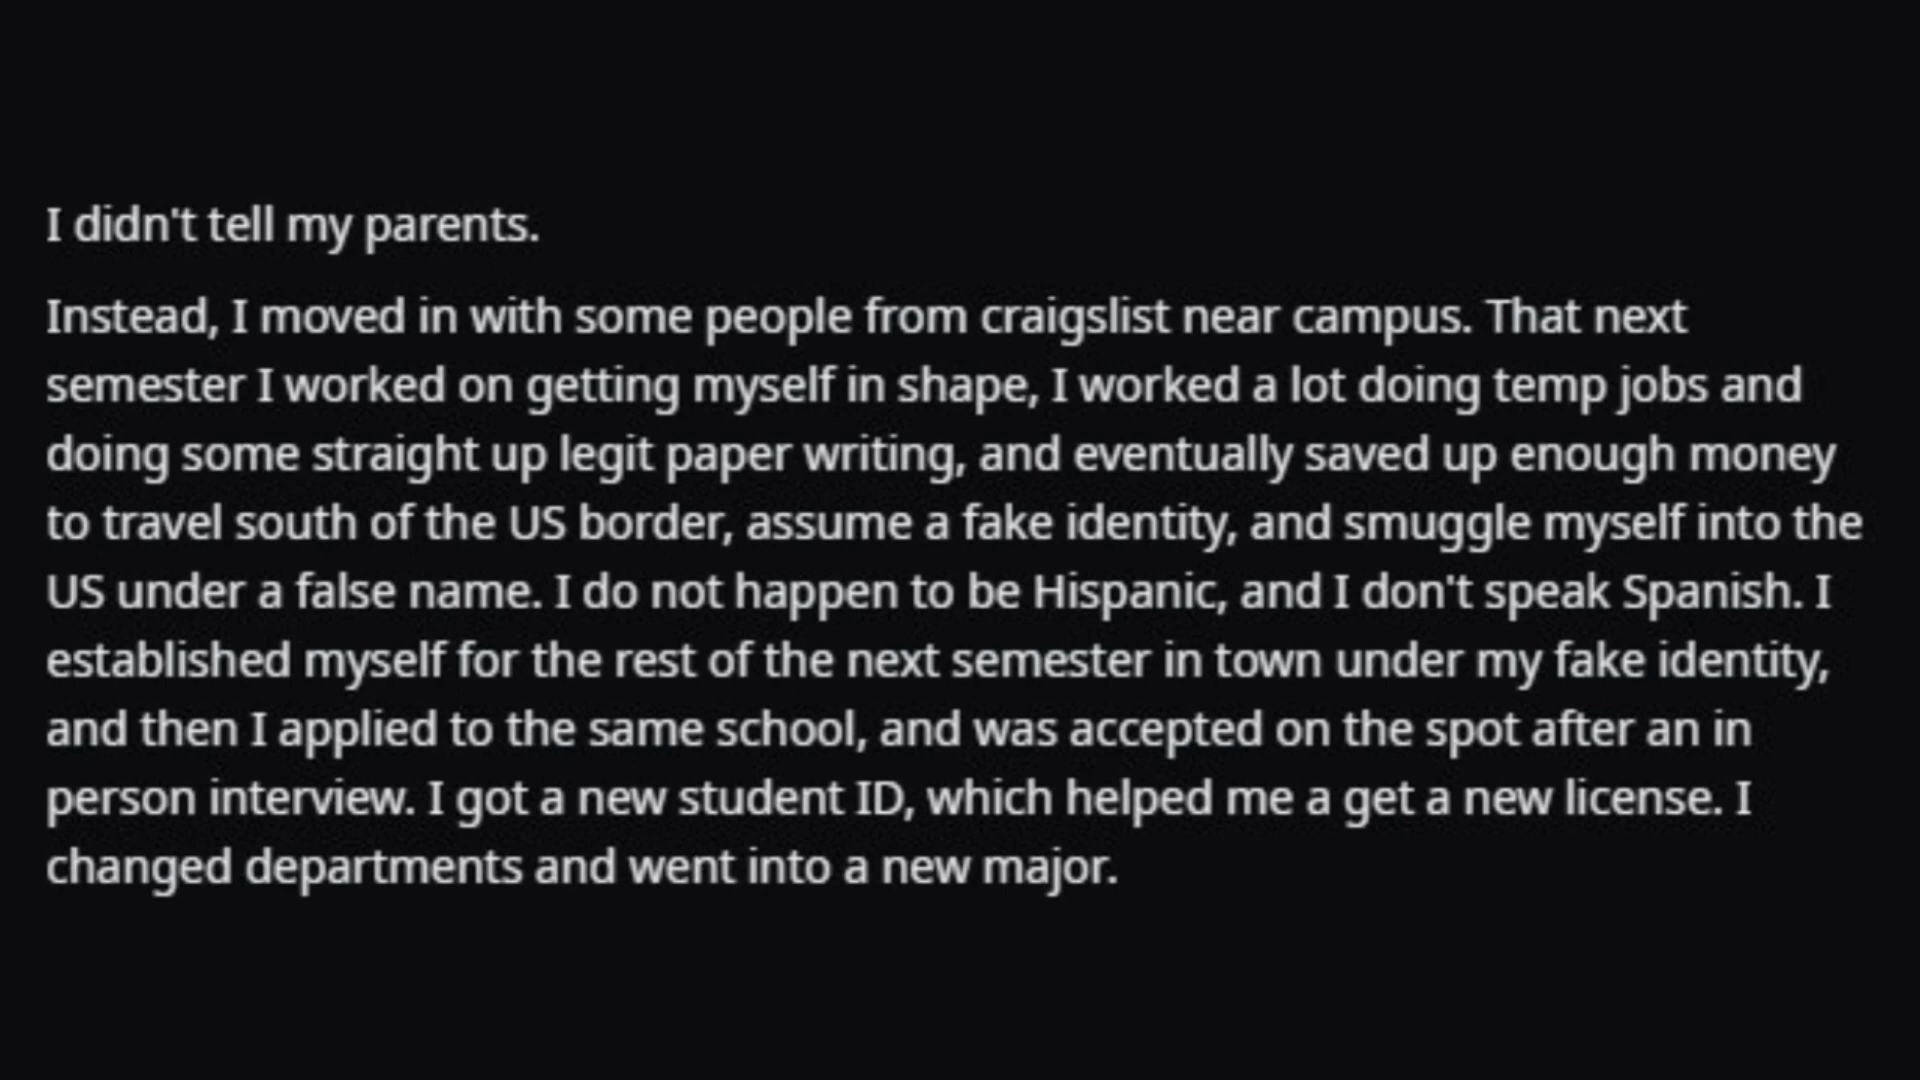 I didn't tell my parents.
Instead, I moved in with some people from craigslist near campus. That next
semester I worked on getting myself in shape, I worked a lot doing temp jobs and
doing some straight up legit paper writing, and eventually saved up enough money
to travel south of the US border, assume a fake identity, and smuggle myself into the
US under a false name. I do not happen to be Hispanic, and I don't speak Spanish. I
established myself for the rest of the next semester in town under my fake identity,
and then I applied to the same school, and was accepted on the spot after an in
person interview. I got a new student ID, which helped me a get a new license. I
changed departments and went into a new major.